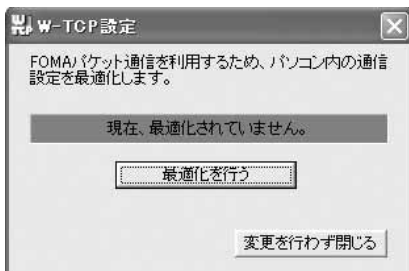 W-TCP設定
FOMAパケット通信を利用するため、パソコン内の通信
設定を最適化します。
現在、最適化されていません。
最適化を行う
変更を行わず閉じる